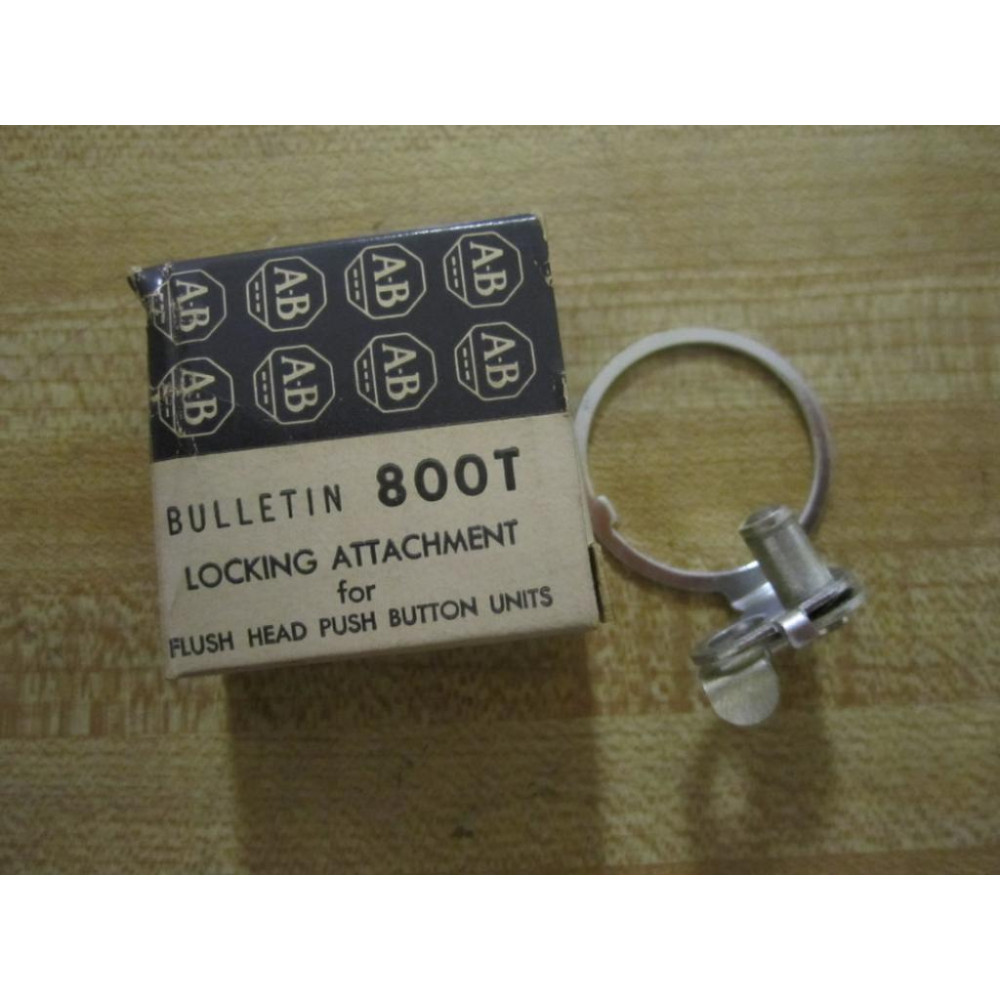 A-B A-B A-B A-B
A-B A-B A-B A-B
BULLETIN 800T
LOCKING ATTACHMENT
for
FLUSH HEAD PUSH BUTTON UNITS